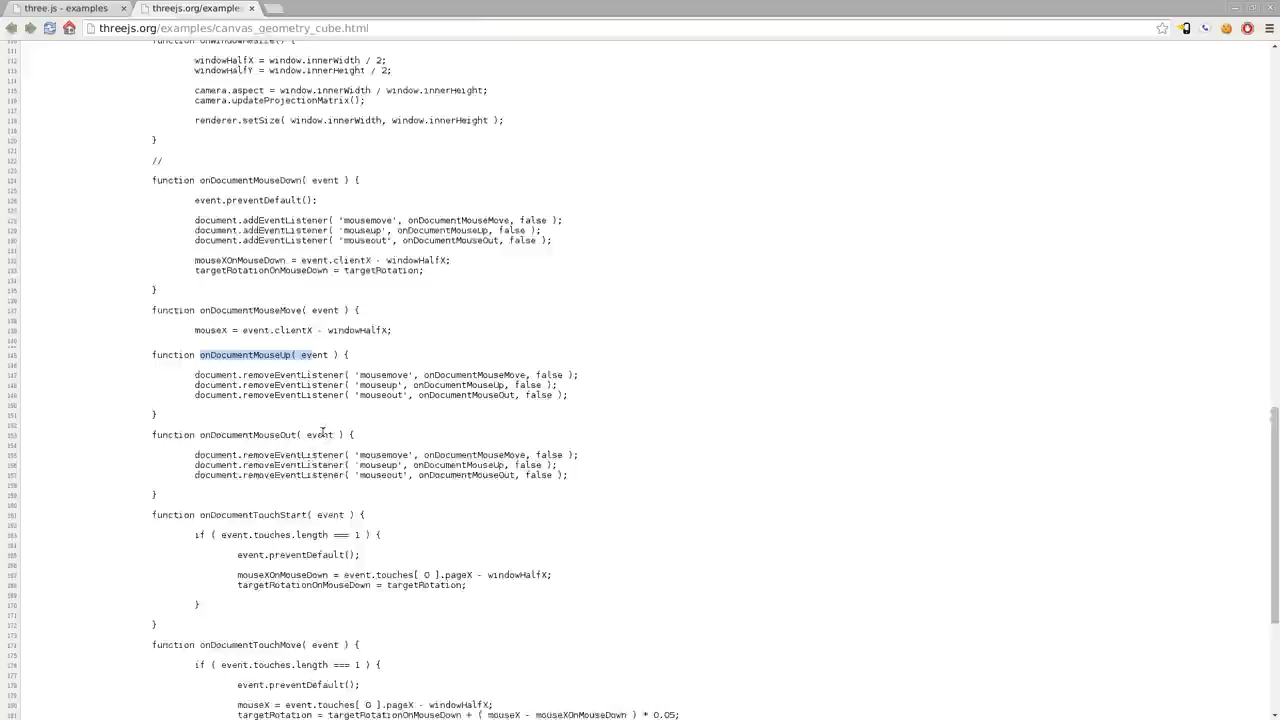 three.js - examples
threejs.org/example
threejs.org/examples/canvas_geometry_cube.html
function onWindowResize() {
windowHalfX = window.innerWidth / 2;
windowHalfY = window.innerHeight / 2;
camera.aspect = window.innerWidth / window.innerHeight;
camera.updateProjectionMatrix();
renderer.setSize( window.innerWidth, window.innerHeight );
}
//
function onDocumentMouseDown( event ) {
event.preventDefault();
document.addEventListener( 'mousemove', onDocumentMouseMove, false );
document.addEventListener( 'mouseup', onDocumentMouseUp, false );
document.addEventListener( 'mouseout', onDocumentMouseOut, false );
mouseXOnMouseDown = event.clientX - windowHalfX;
targetRotationOnMouseDown = targetRotation;
}
function onDocumentMouseMove( event ) {
mouseX = event.clientX - windowHalfX;
function onDocumentMouseUp( event ) {
document.removeEventListener( 'mousemove', onDocumentMouseMove, false );
document.removeEventListener( 'mouseup', onDocumentMouseUp, false );
document.removeEventListener( 'mouseout', onDocumentMouseOut, false );
}
function onDocumentMouseOut( event ) {
document.removeEventListener( 'mousemove', onDocumentMouseMove, false );
document.removeEventListener( 'mouseup', onDocumentMouseUp, false );
document.removeEventListener( 'mouseout', onDocumentMouseOut, false );
}
function onDocumentTouchStart( event ) {
if ( event.touches.length === 1 ) {
event.preventDefault();
mouseXOnMouseDown = event.touches[ 0 ].pageX - windowHalfX;
targetRotationOnMouseDown = targetRotation;
}
}
function onDocumentTouchMove( event ) {
if ( event.touches.length === 1 ) {
event.preventDefault();
mouseX = event.touches[ 0 ].pageX - windowHalfX;
targetRotation = targetRotationOnMouseDown + ( mouseX - mouseXOnMouseDown ) * 0.05;